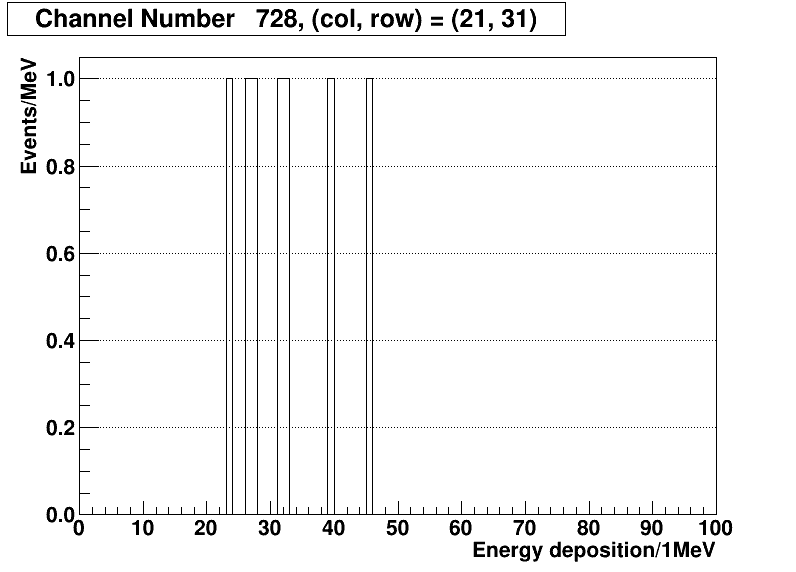 Channel Number 728, (col, row) = (21, 31)
Events/MeV
1.0
0.8
0.6
0.4
0.2
0.0
0 10 20 30 40 50 60 70 80 90 100
Energy deposition/1MeV